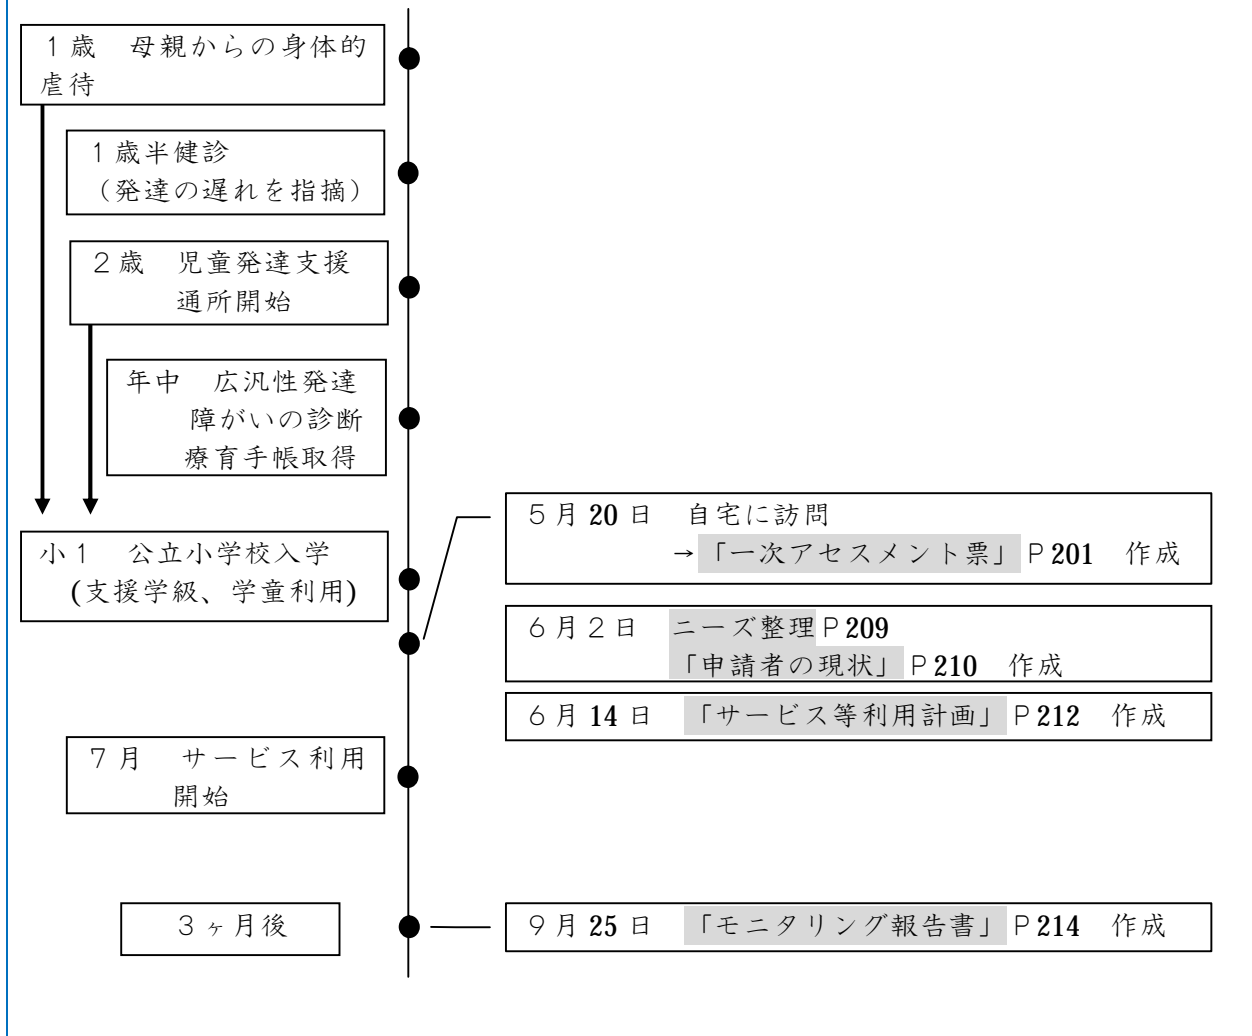 1歳　母親からの身体的
虐待
1歳半健診
（発達の遅れを指摘）
2歳　児童発達支援
通所開始
年中　広汎性発達
障がいの診断
療育手帳取得
小1　公立小学校入学
(支援学級、学童利用)
5月20日　自宅に訪問
→「一次アセスメント票」P201　作成
6月2日　ニーズ整理P209
「申請者の現状」P210　作成
6月14日　「サービス等利用計画」P212　作成
7月　サービス利用
開始
3ヶ月後
9月25日　「モニタリング報告書」P214　作成